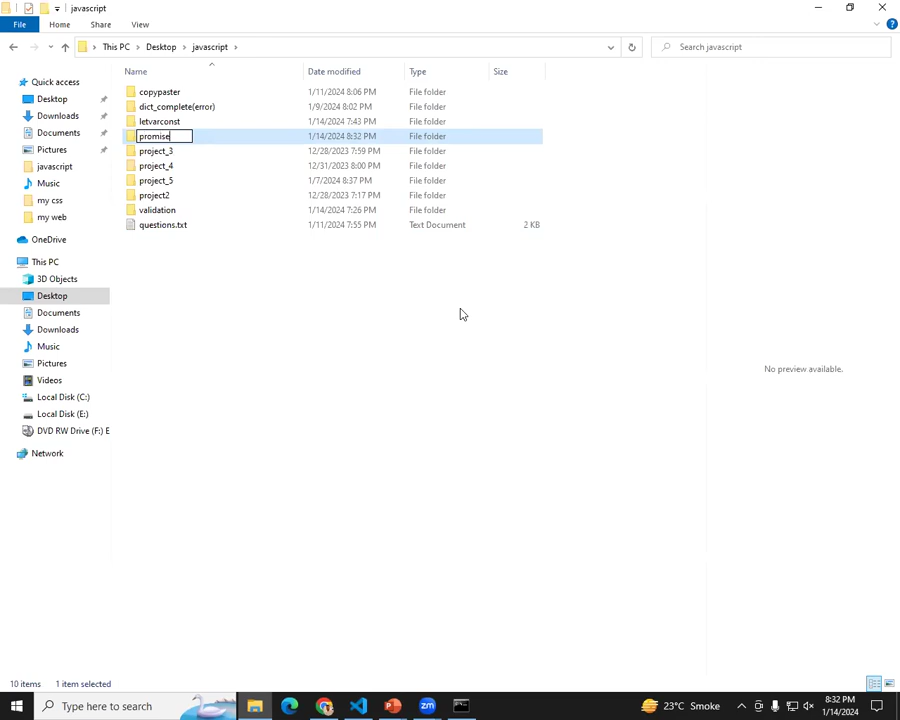 javascript
File Home Share View
This PC Desktop javascript
Search javascript
Name Date modified Type Size
Quick access
Desktop
Downloads
Documents
Pictures
javascript
Music
my css
my web
OneDrive
This PC
3D Objects
Desktop
Documents
Downloads
Music
Pictures
Videos
Local Disk (C:)
Local Disk (E:)
DVD RW Drive (F:) E
Network
copypaster 1/11/2024 8:06 PM File folder
dict_complete(error) 1/9/2024 8:02 PM File folder
letvarconst 1/14/2024 7:43 PM File folder
promise 1/14/2024 8:32 PM File folder
project_3 12/28/2023 7:59 PM File folder
project_4 12/31/2023 8:00 PM File folder
project_5 1/7/2024 8:37 PM File folder
project2 12/28/2023 7:17 PM File folder
validation 1/14/2024 7:26 PM File folder
questions.txt 1/11/2024 7:55 PM Text Document 2 KB
No preview available.
10 items 1 item selected
Type here to search
zm
23°C Smoke
8:32 PM
1/14/2024